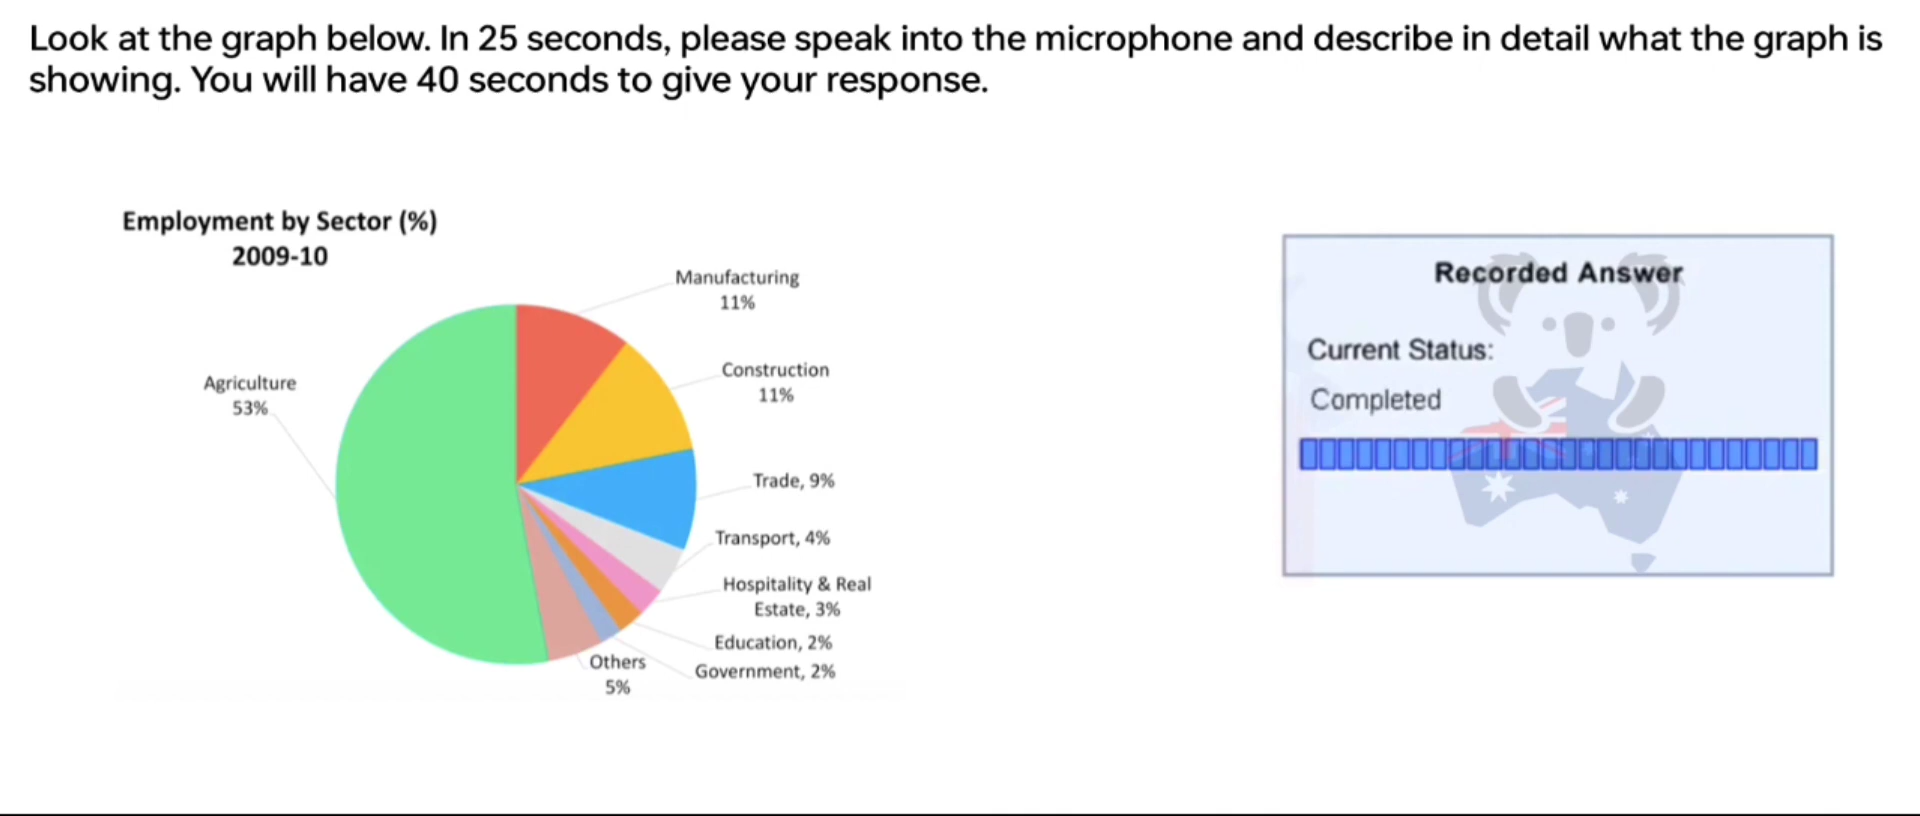 Look at the graph below. In 25 seconds, please speak into the microphone and describe in detail what the graph is
showing. You will have 40 seconds to give your response.
Employment by Sector (%)
2009-10
Manufacturing
11%
Construction
11%
Agriculture
53%
Trade, 9%
Transport, 4%
Hospitality & Real
Estate, 3%
Education, 2%
Government, 2%
Others
5%
Recorded Answer
Current Status:
Completed